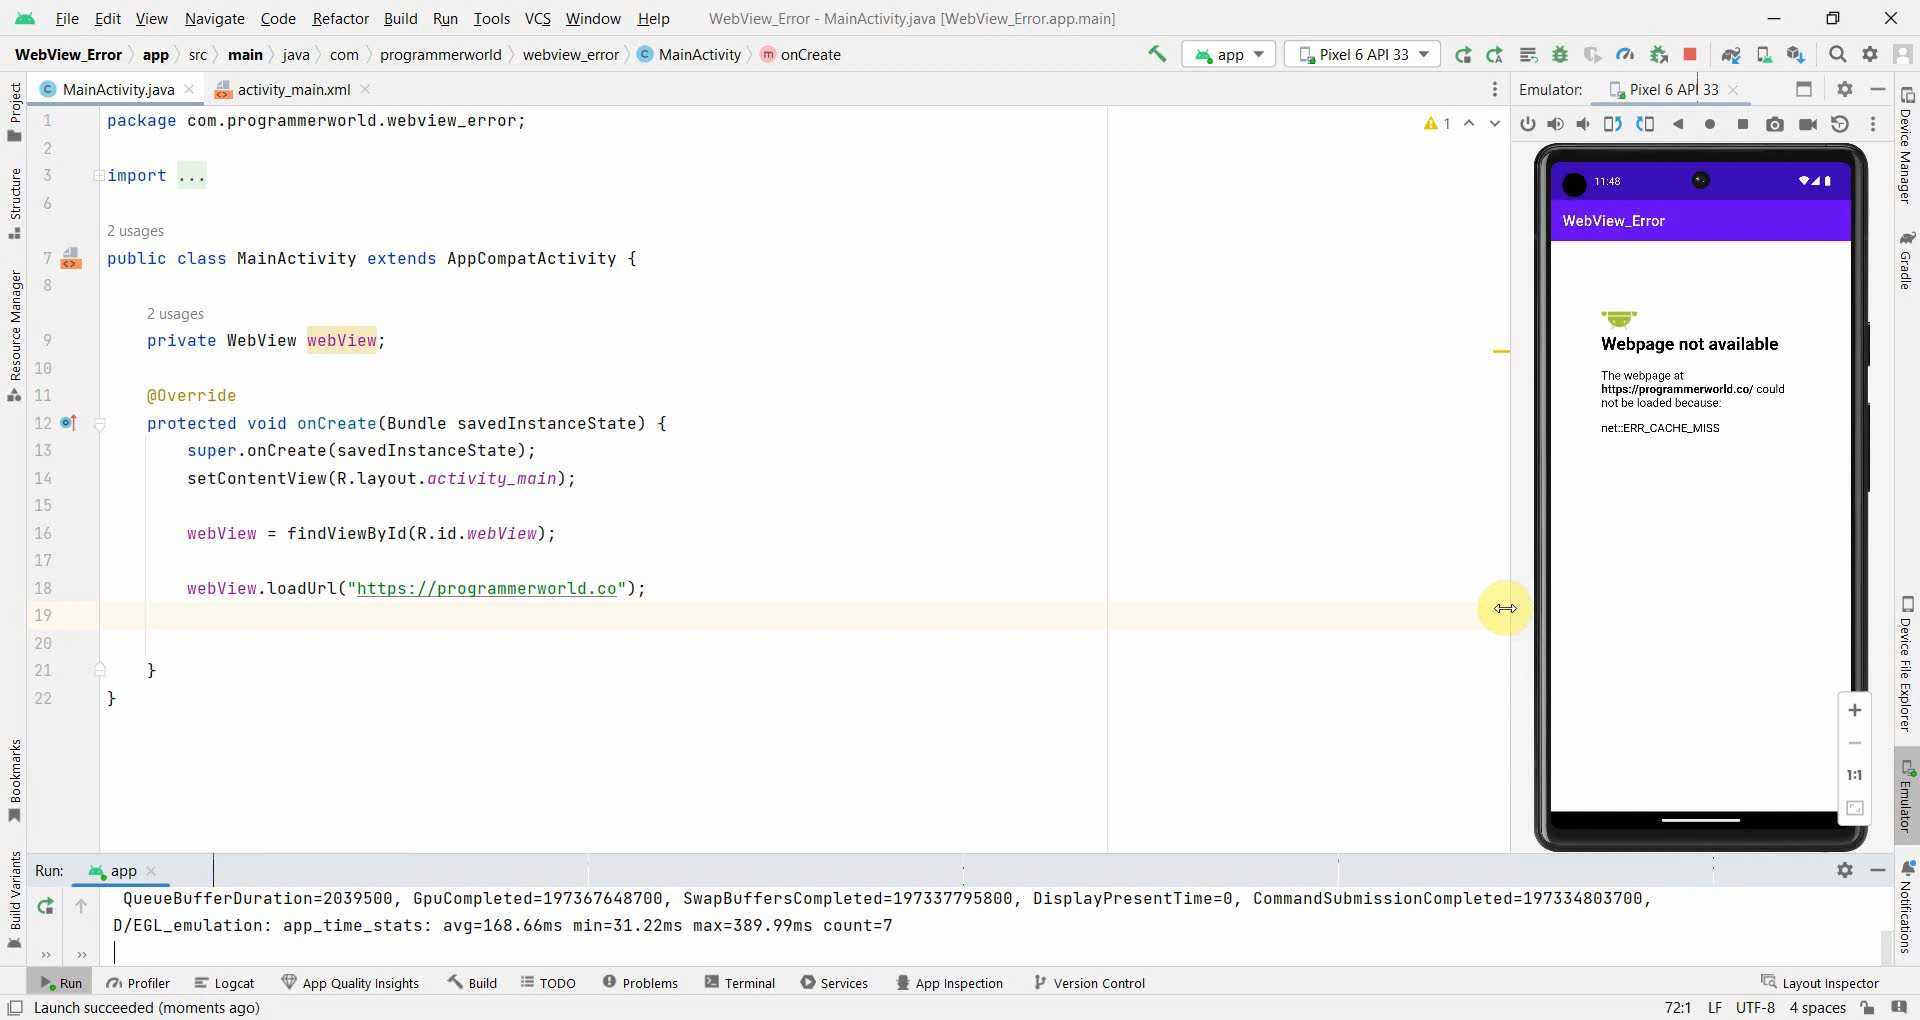 File Edit View Navigate Code Refactor Build Run Tools VCS Window Help WebView_Error - MainActivity.java [WebView_Error.app.main]
WebView_Error app src main java com programmerworld webview_error MainActivity onCreate app Pixel 6 API 33
MainActivity.java activity_main.xml Emulator: Pixel 6 API 33
Project
Structure
Resource Manager
Bookmarks
Build Variants
1 package com.programmerworld.webview_error;
2
3 import ...
6
2 usages
7 public class MainActivity extends AppCompatActivity {
8
2 usages
9 private WebView webView;
10
11 @Override
12 protected void onCreate(Bundle savedInstanceState) {
13 super.onCreate(savedInstanceState);
14 setContentView(R.layout.activity_main);
15
16 webView = findViewById(R.id.webView);
17
18 webView.loadUrl("https://programmerworld.co");
19
20
21 }
22 }
1
11:48
WebView_Error
Webpage not available
The webpage at
https://programmerworld.co/ could
not be loaded because:
net::ERR_CACHE_MISS
1:1
Device Manager
Gradle
Device File Explorer
Emulator
Notifications
Run: app
QueueBufferDuration=2039500, GpuCompleted=197367648700, SwapBuffersCompleted=197337795800, DisplayPresentTime=0, CommandSubmissionCompleted=197334803700,
D/EGL_emulation: app_time_stats: avg=168.66ms min=31.22ms max=389.99ms count=7
Run Profiler Logcat App Quality Insights Build TODO Problems Terminal Services App Inspection Version Control Layout Inspector
Launch succeeded (moments ago) 72:1 LF UTF-8 4 spaces